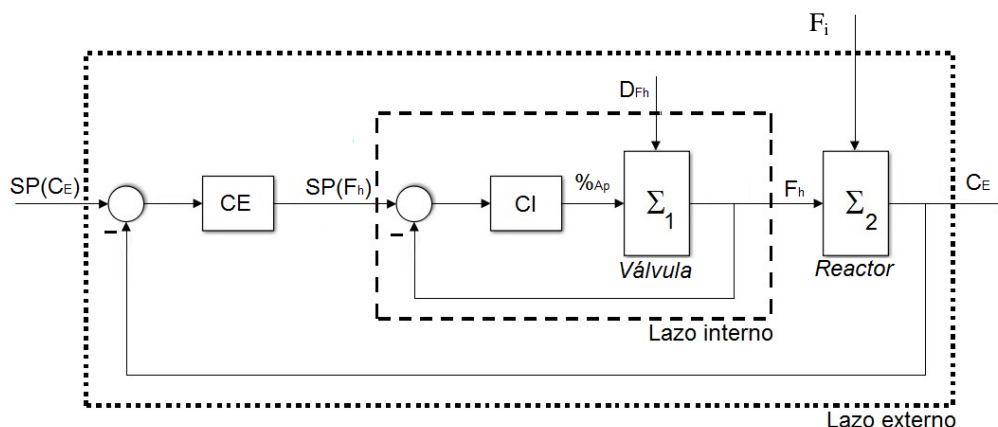 Fi
DFh
SP(CE)
CE
SP(Fh)
CI
%Ap
Σ1
Válvula
Fh
Σ2
Reactor
CE
Lazo interno
Lazo externo